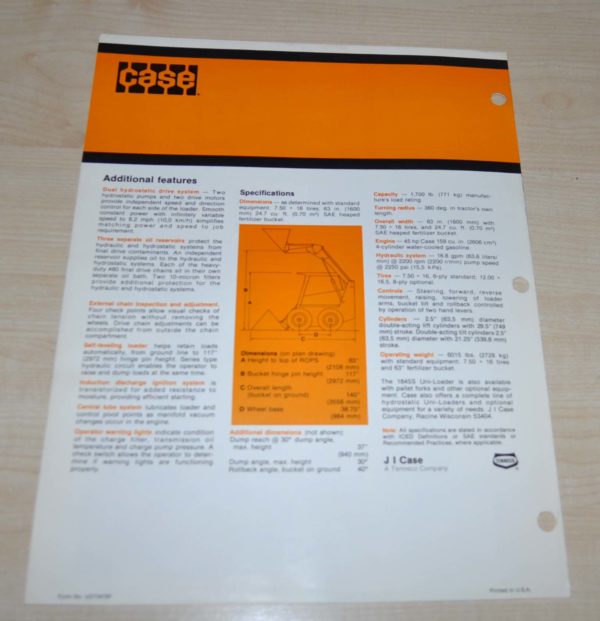 case
Additional features
Dual hydrostatic drive system — Two
hydrostatic pumps and two drive motors
provide independent speed and direction
control for each side of the loader. Smooth
constant power with infinitely variable
speed to 6.2 mph (10,0 km/h) simplifies
matching power and speed to job
requirement.
Three separate oil reservoirs protect the
hydraulic and hydrostatic systems from
final drive contaminants. An independent
reservoir supplies oil to the hydraulic and
hydrostatic systems. Each of the heavy-
duty #80 final drive chains sit in their own
separate oil bath. Two 10-micron filters
provide additional protection for the
hydraulic and hydrostatic systems.
External chain inspection and adjustment.
Four check points allow visual checks of
chain tension without removing the
wheels. Drive chain adjustments can be
accomplished from outside the chain
compartment.
Self-leveling loader helps retain loads
automatically, from ground line to 117"
(2972 mm) hinge pin height. Series type
hydraulic circuit enables the operator to
raise and dump loads at the same time.
Induction discharge ignition system is
transistorized for added resistance to
moisture, providing efficient starting.
Central lube system lubricates loader and
control pivot points as manifold vacuum
changes occur in the engine.
Operator warning lights indicate condition
of the charge filter, transmission oil
temperature and charge pump pressure. A
check switch allows the operator to deter-
mine if warning lights are functioning
properly.
Specifications
Dimensions — as determined with standard
equipment: 7.50 × 16 tires; 63 in. (1600
mm) 24.7 cu. ft. (0.70 m³) SAE heaped
fertilizer bucket.
A
B
C
D
Dimensions (on plan drawing)
A Height to top of ROPS 83"
(2108 mm)
B Bucket hinge pin height 117"
(2972 mm)
C Overall length
(bucket on ground) 140"
(3556 mm)
D Wheel base 38.75"
(984 mm)
Additional dimensions (not shown)
Dump reach @ 30° dump angle,
max. height 37"
(940 mm)
Dump angle, max. height 30°
Rollback angle, bucket on ground 40°
Capacity — 1,700 lb. (771 kg) manufac-
ture's load rating.
Turning radius — 360 deg. in tractor's own
length.
Overall width — 63 in. (1600 mm) with
7.50 × 16 tires, and 24.7 cu. ft. (0.70 m³)
SAE heaped fertilizer bucket.
Engine — 45 hp Case 159 cu. in. (2606 cm³)
4-cylinder water-cooled gasoline.
Hydraulic system — 16.8 gpm (63,6 liters/
min) @ 2200 rpm (2200 r/min) pump speed
@ 2250 psi (15,5 kPa).
Tires — 7.50 × 16, 6-ply standard; 12.00 ×
16.5, 8-ply optional.
Controls — Steering, forward, reverse
movement, raising, lowering of loader
arms, bucket tilt and rollback controlled
by operation of two hand levers.
Cylinders — 2.5" (63,5 mm) diameter
double-acting lift cylinders with 29.5" (749
mm) stroke. Double-acting tilt cylinders 2.5"
(63,5 mm) diameter with 21.25" (539,8 mm)
stroke.
Operating weight — 6015 lbs. (2728 kg)
with standard equipment; 7.50 × 16 tires
and 63" fertilizer bucket.
The 1845S Uni-Loader is also available
with pallet forks and other optional equip-
ment. Case also offers a complete line of
hydrostatic Uni-Loaders and optional
equipment for a variety of needs. J I Case
Company, Racine Wisconsin 53404.
Note: All specifications are stated in accordance
with ICED Definitions or SAE standards or
Recommended Practices, where applicable.
J I Case
A Tenneco Company
TENNECO
Form No.
Printed in U.S.A.